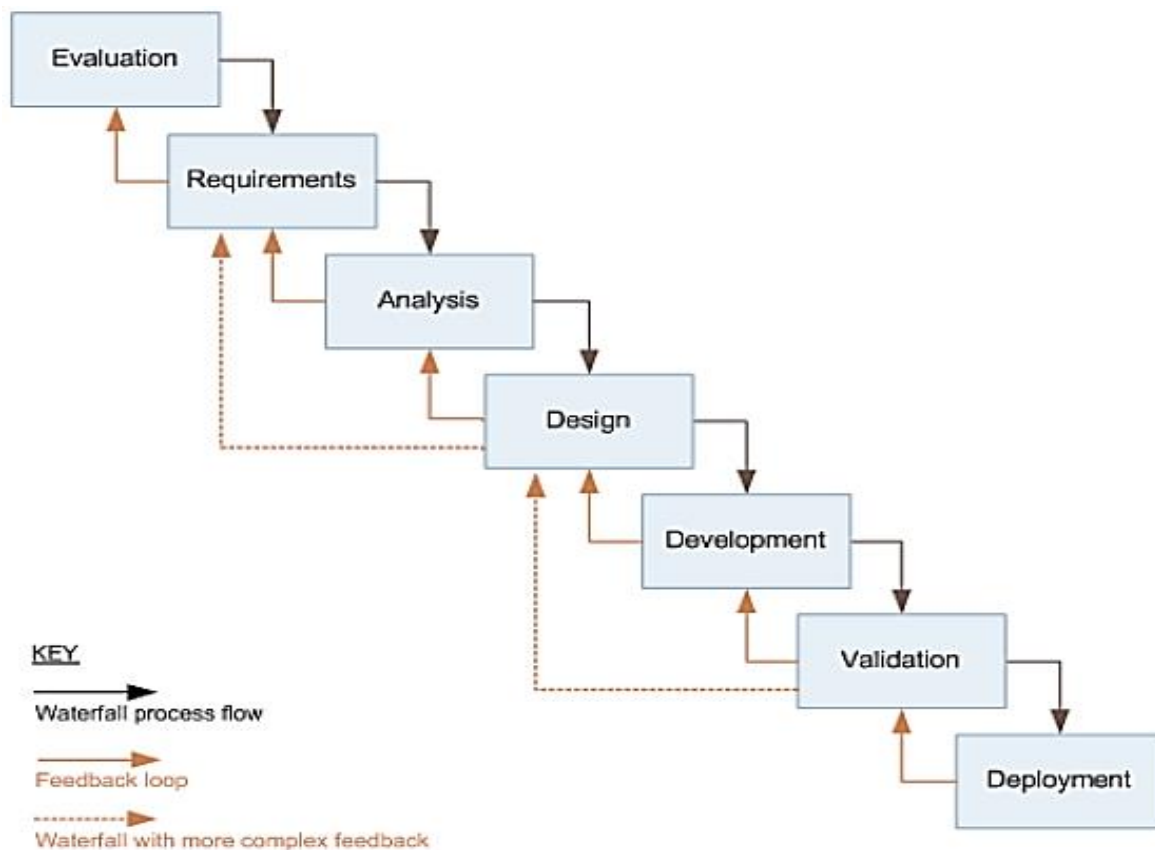 Evaluation
Requirements
Analysis
Design
Development
Validation
Deployment
KEY
Waterfall process flow
Feedback loop
Waterfall with more complex feedback